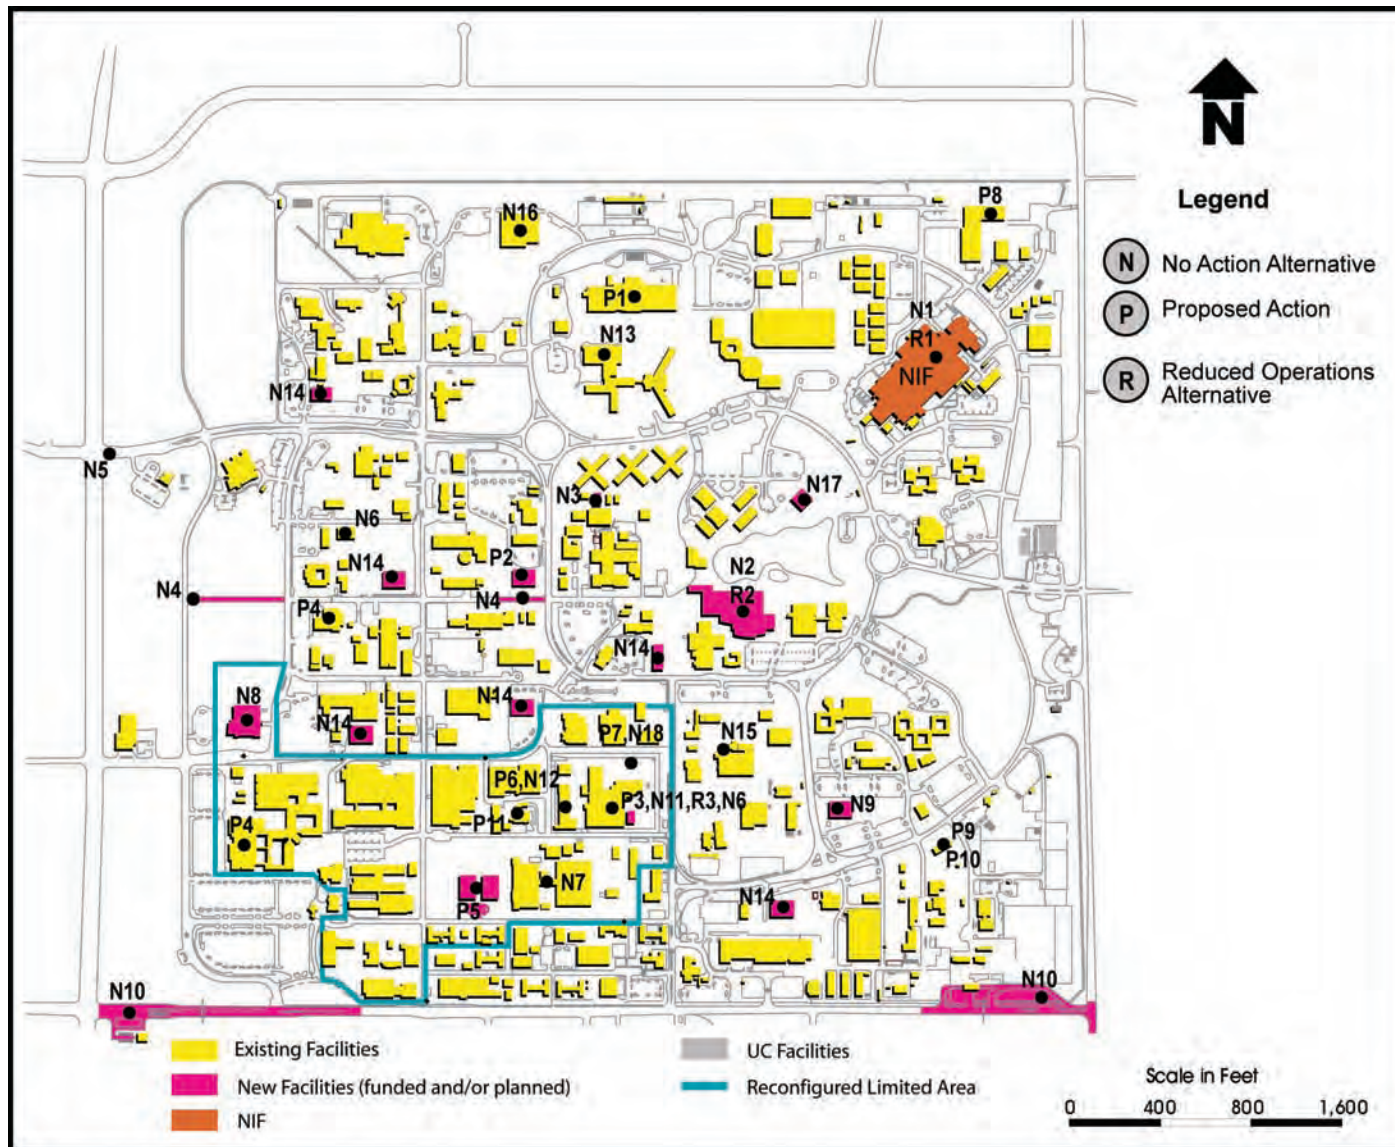 N
Legend
N No Action Alternative
P Proposed Action
R Reduced Operations
Alternative
P8
N16
P1
N1
R1
NIF
N13
N14
N5
N3
N17
N6
N14
P2
N2
N4
N4
R2
P4
N14
N8
N14
N14
P7,N18
N15
P6,N12
P3,N11,R3,N6
N9
P11
P4
P9
P10
N7
P5
N14
N10
N10
Existing Facilities
New Facilities (funded and/or planned)
NIF
UC Facilities
Reconfigured Limited Area
Scale in Feet
0 400 800 1,600